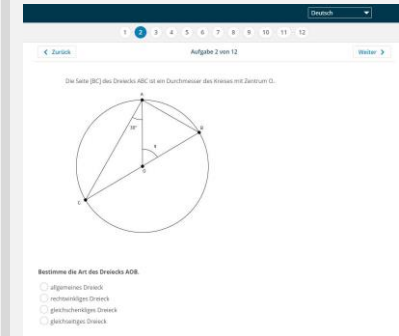 Deutsch
1 2 3 4 5 6 7 8 9 10 11 12
Zurück
Aufgabe 2 von 12
Weiter
Die Seite [BC] des Dreiecks ABC ist ein Durchmesser des Kreises mit Zentrum O.
A
B
O
C
Bestimme die Art des Dreiecks AOB.
allgemeines Dreieck
rechtwinkliges Dreieck
gleichschenkliges Dreieck
gleichseitiges Dreieck